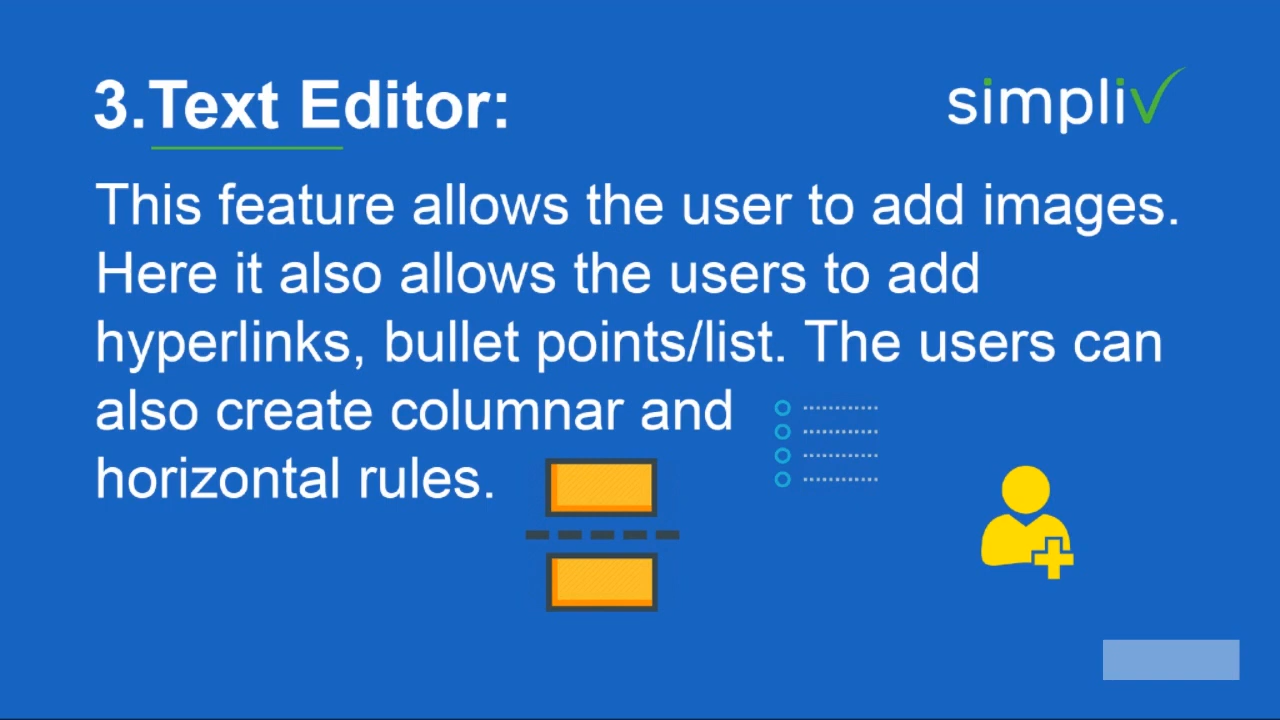 3.Text Editor:
simpliv
This feature allows the user to add images.
Here it also allows the users to add
hyperlinks, bullet points/list. The users can
also create columnar and
horizontal rules.